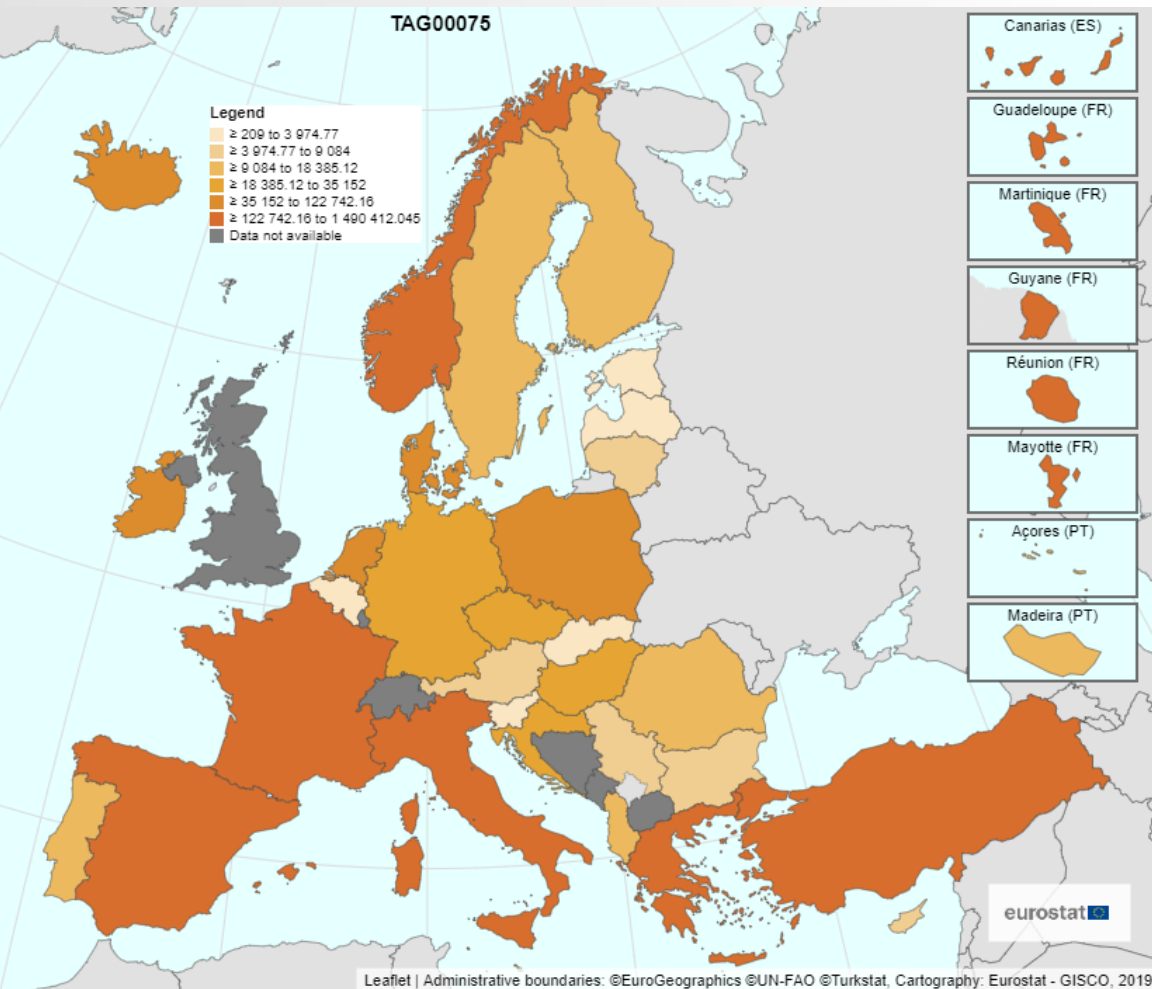 TAG00075
Legend
≥ 209 to 3 974.77
≥ 3 974.77 to 9 084
≥ 9 084 to 18 385.12
≥ 18 385.12 to 35 152
≥ 35 152 to 122 742.16
≥ 122 742.16 to 1 490 412.045
Data not available
Canarias (ES)
Guadeloupe (FR)
Martinique (FR)
Guyane (FR)
Réunion (FR)
Mayotte (FR)
Açores (PT)
Madeira (PT)
eurostat
Leaflet | Administrative boundaries: ©EuroGeographics ©UN-FAO ©Turkstat, Cartography: Eurostat - GISCO, 2019